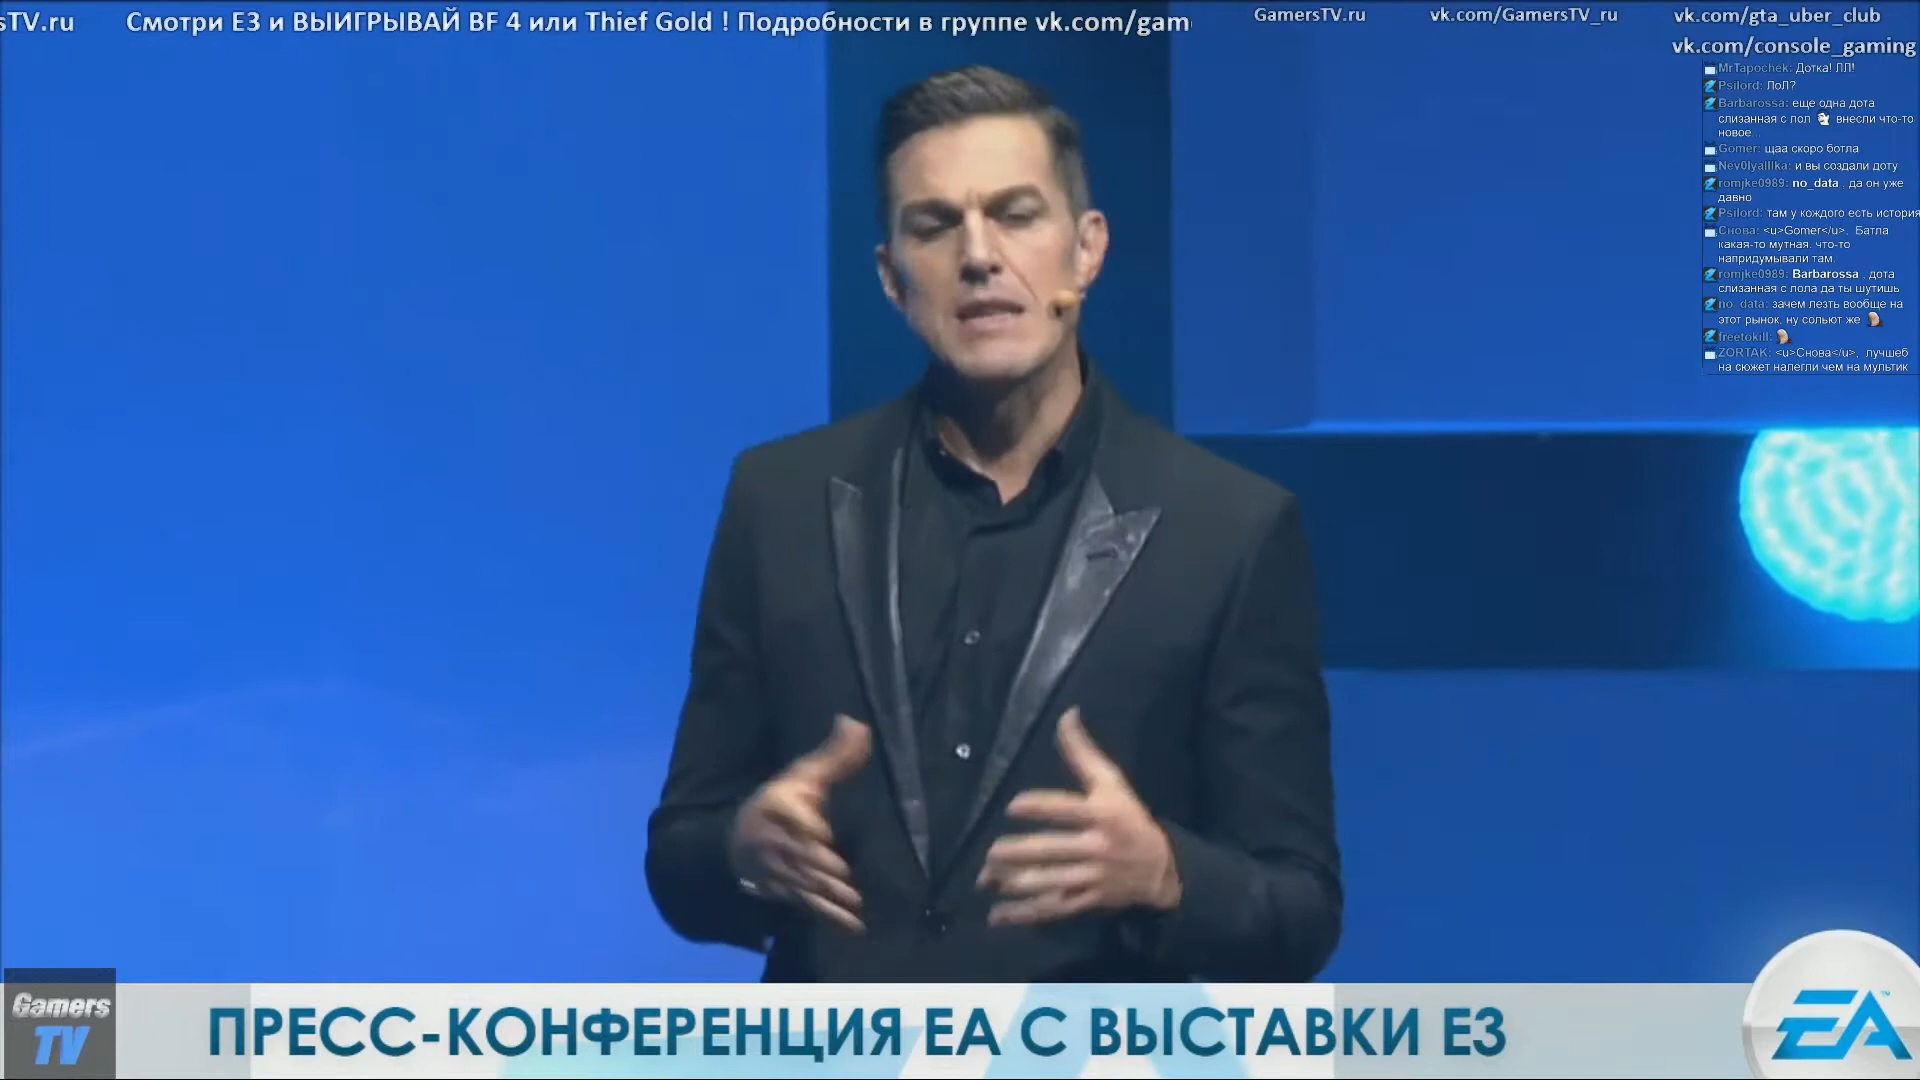 sTV.ru
Смотри E3 и ВЫИГРЫВАЙ BF 4 или Thief Gold ! Подробности в группе vk.com/gam
GamersTV.ru
vk.com/GamersTV_ru
vk.com/gta_uber_club
vk.com/console_gaming
MrTapochek: Дотка! ЛЛ!
Psilord: ЛоЛ?
Barbarossa: еще одна дота
слизанная с лол внесли что-то
новое...
Gomer: щаа скоро ботла
Nev0lyalllka: и вы создали доту
romjke0989: no_data , да он уже
давно
Psilord: там у кождого есть история
Снова: <u>Gomer</u>, Батла
какая-то мутная. что-то
напридумывали там
romjke0989: Barbarossa , дота
слизанная с лола да ты шутишь
no_data: зачем лезть вообще на
этот рынок, ну сольют же
freetokill:
ZORTAK: <u>Снова</u>, лучшеб
на сюжет налегли чем на мультик
Gamers
TV
ПРЕСС-КОНФЕРЕНЦИЯ EA С ВЫСТАВКИ E3
EA™